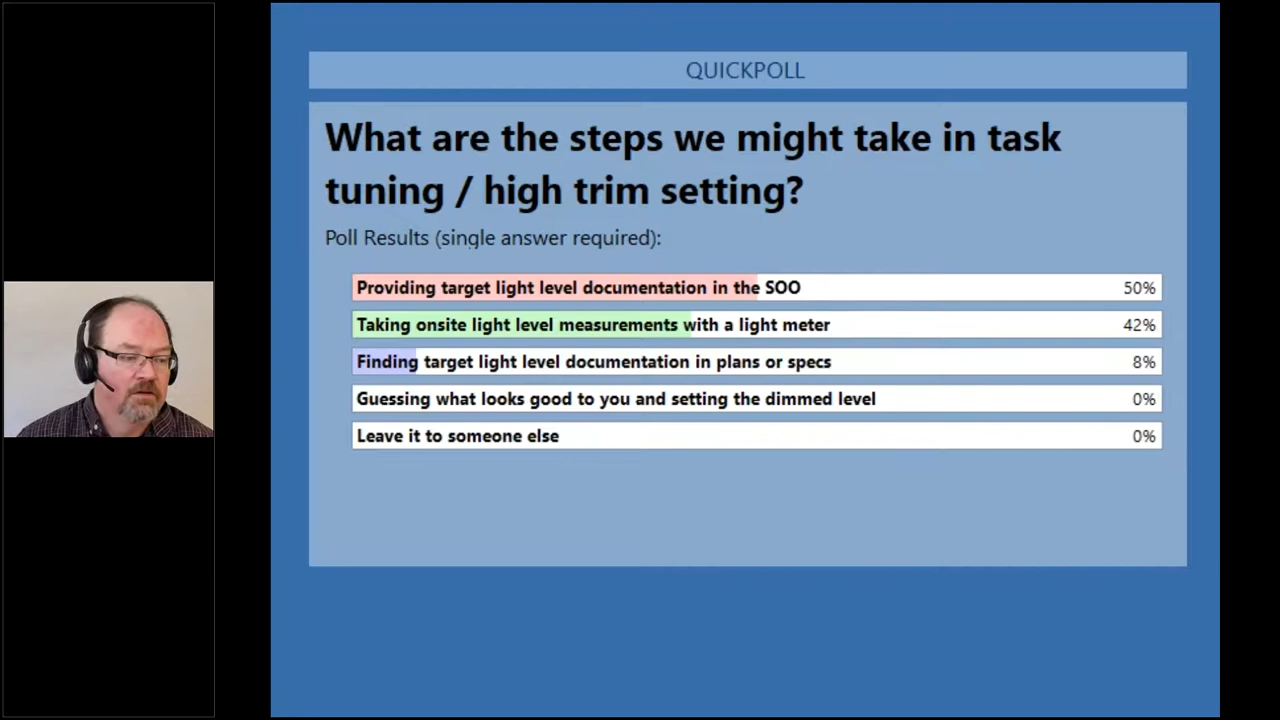 QUICKPOLL
What are the steps we might take in task
tuning / high trim setting?
Poll Results (single answer required):
Providing target light level documentation in the SOO 50%
Taking onsite light level measurements with a light meter 42%
Finding target light level documentation in plans or specs 8%
Guessing what looks good to you and setting the dimmed level 0%
Leave it to someone else 0%